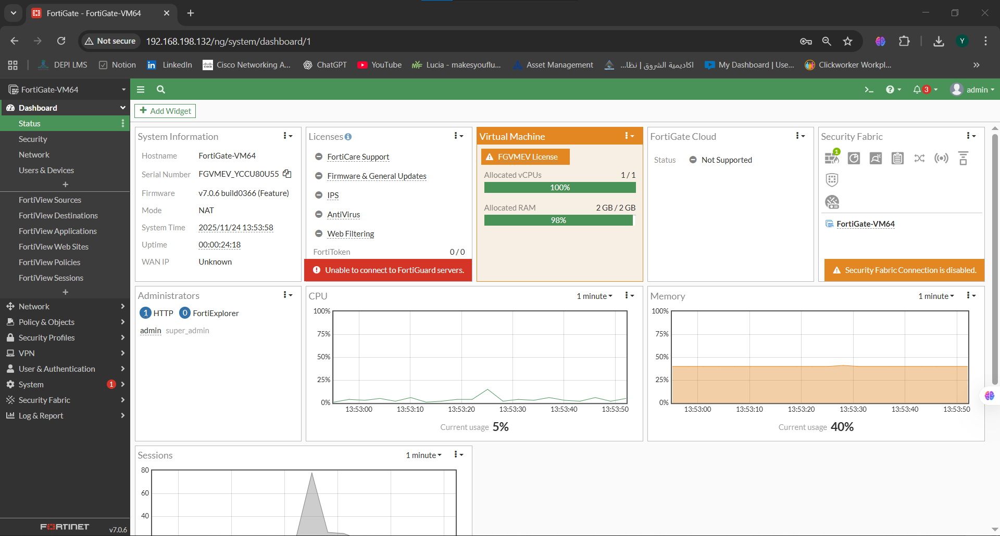 FortiGate - FortiGate-VM64
Not secure
192.168.198.132/ng/system/dashboard/1
Y
DEPI LMS
Notion
LinkedIn
Cisco Networking A...
ChatGPT
YouTube
Lucia - makesyouflu...
Asset Management
اكاديمية الشروق | نظا...
My Dashboard | Use...
Clickworker Workpl...
FortiGate-VM64
3
admin
Dashboard
Status
Security
Network
Users & Devices
FortiView Sources
FortiView Destinations
FortiView Applications
FortiView Web Sites
FortiView Policies
FortiView Sessions
Network
Policy & Objects
Security Profiles
VPN
User & Authentication
System 1
Security Fabric
Log & Report
FORTINET v7.0.6
Add Widget
System Information
Hostname FortiGate-VM64
Serial Number FGVMEV_YCCU80U55
Firmware v7.0.6 build0366 (Feature)
Mode NAT
System Time 2025/11/24 13:53:58
Uptime 00:00:24:18
WAN IP Unknown
Licenses
FortiCare Support
Firmware & General Updates
IPS
AntiVirus
Web Filtering
FortiToken 0 / 0
Unable to connect to FortiGuard servers.
Virtual Machine
FGVMEV License
Allocated vCPUs 1 / 1
100%
Allocated RAM 2 GB / 2 GB
98%
FortiGate Cloud
Status Not Supported
Security Fabric
1
FortiGate-VM64
Security Fabric Connection is disabled.
Administrators
1 HTTP 0 FortiExplorer
admin super_admin
CPU 1 minute
100%
75%
50%
25%
0%
13:53:00 13:53:10 13:53:20 13:53:30 13:53:40 13:53:50
Current usage 5%
Memory 1 minute
100%
75%
50%
25%
0%
13:53:00 13:53:10 13:53:20 13:53:30 13:53:40 13:53:50
Current usage 40%
Sessions 1 minute
80
60
40